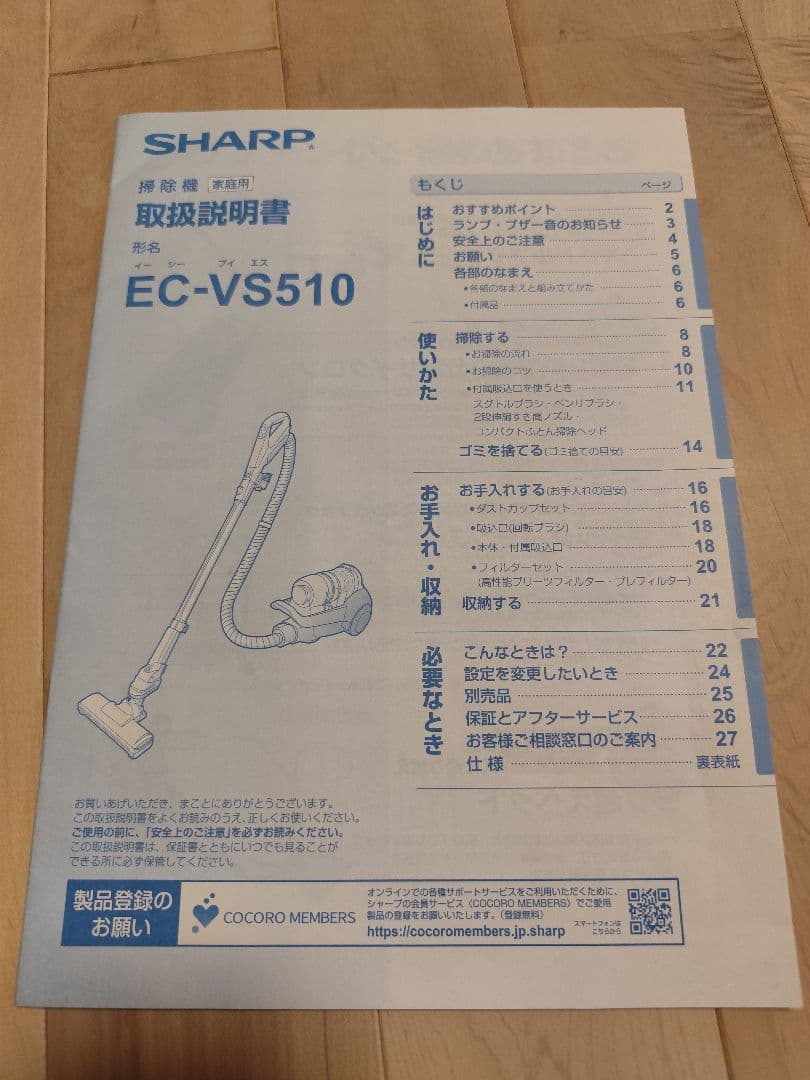 SHARP®
掃除機 家庭用
取扱説明書
形名
イー シー ブイ エス
EC-VS510
もくじ ページ
はじめに
おすすめポイント 2
ランプ・ブザー音のお知らせ 3
安全上のご注意 4
お願い 5
各部のなまえ 6
•各部のなまえと組み立てかた 6
•付属品 6
使いかた
掃除する 8
•お掃除の流れ 8
•お掃除のコツ 10
•付属吸込口を使うとき 11
スグトルブラシ・ベンリブラシ・
2段伸縮すき間ノズル・
コンパクトふとん掃除ヘッド
ゴミを捨てる(ゴミ捨ての目安) 14
お手入れ・収納
お手入れする(お手入れの目安) 16
•ダストカップセット 16
•吸込口(回転ブラシ) 18
•本体・付属吸込口 18
•フィルターセット 20
(高性能プリーツフィルター・プレフィルター)
収納する 21
必要なとき
こんなときは? 22
設定を変更したいとき 24
別売品 25
保証とアフターサービス 26
お客様ご相談窓口のご案内 27
仕様 裏表紙
お買いあげいただき、まことにありがとうございます。
この取扱説明書をよくお読みのうえ、正しくお使いください。
ご使用の前に、「安全上のご注意」を必ずお読みください。
この取扱説明書は、保証書とともにいつでも見ることが
できる所に必ず保管してください。
製品登録の
お願い
COCORO MEMBERS
オンラインでの各種サポートサービスをご利用いただくために、
シャープの会員サービス〈COCORO MEMBERS〉でご愛用
製品の登録をお願いいたします。(登録無料)
https://cocoromembers.jp.sharp
スマートフォンは
こちらから